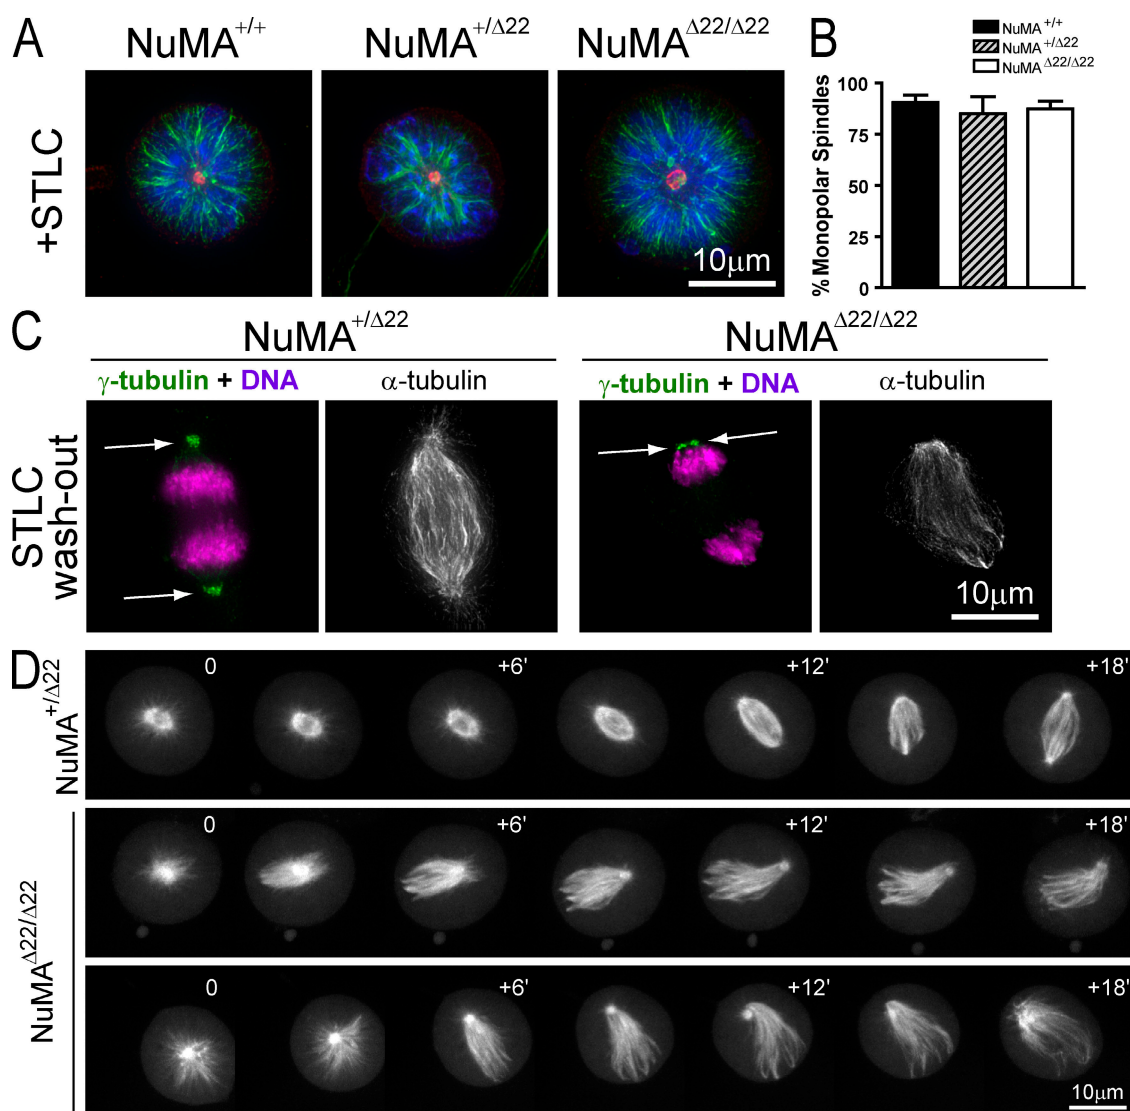 A
NuMA+/+
NuMA+/Δ22
NuMAΔ22/Δ22
+STLC
10μm
B
NuMA+/+
NuMA+/Δ22
NuMAΔ22/Δ22
% Monopolar Spindles
100
75
50
25
0
C
NuMA+/Δ22
NuMAΔ22/Δ22
γ-tubulin + DNA
α-tubulin
γ-tubulin + DNA
α-tubulin
STLC
wash-out
10μm
D
NuMA+/Δ22
0
+6'
+12'
+18'
NuMAΔ22/Δ22
0
+6'
+12'
+18'
0
+6'
+12'
+18'
10μm